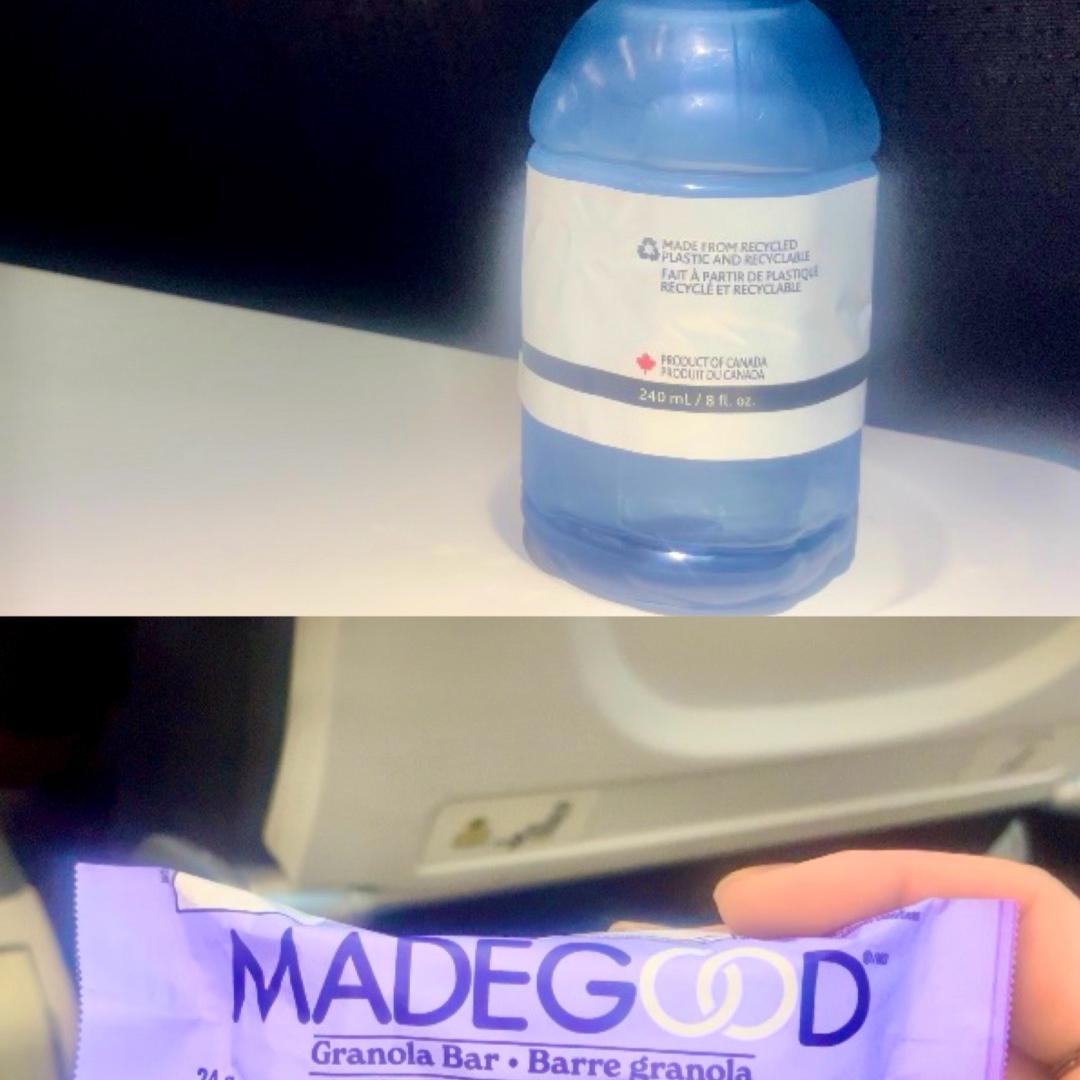 MADE FROM RECYCLED
PLASTIC AND RECYCLABLE
FAIT À PARTIR DE PLASTIQUE
RECYCLÉ ET RECYCLABLE
PRODUCT OF CANADA
PRODUIT DU CANADA
240 mL / 8 fl. oz.
MADEGOOD
Granola Bar • Barre granola
24 g